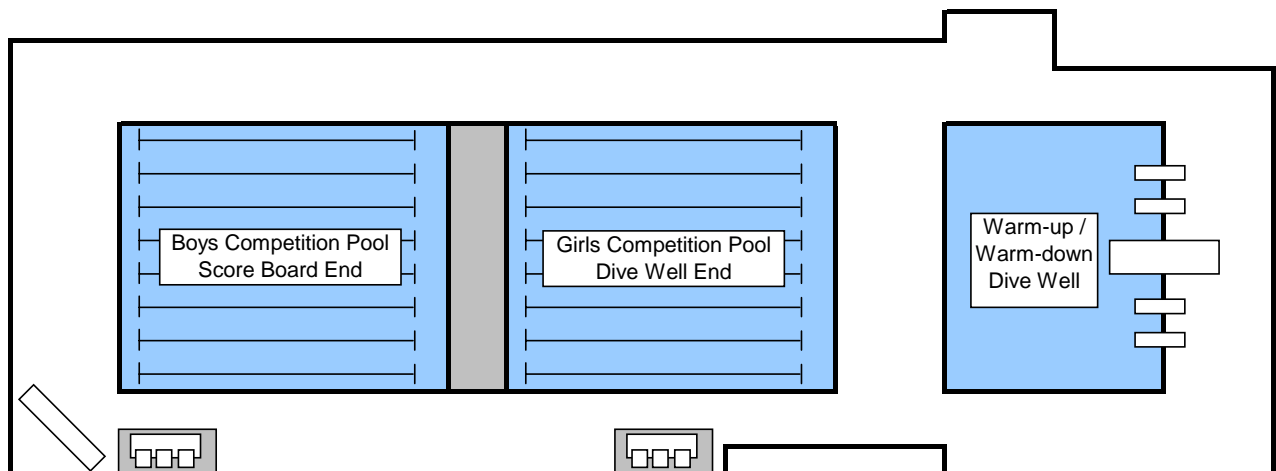 Boys Competition Pool
Score Board End
Girls Competition Pool
Dive Well End
Warm-up /
Warm-down
Dive Well